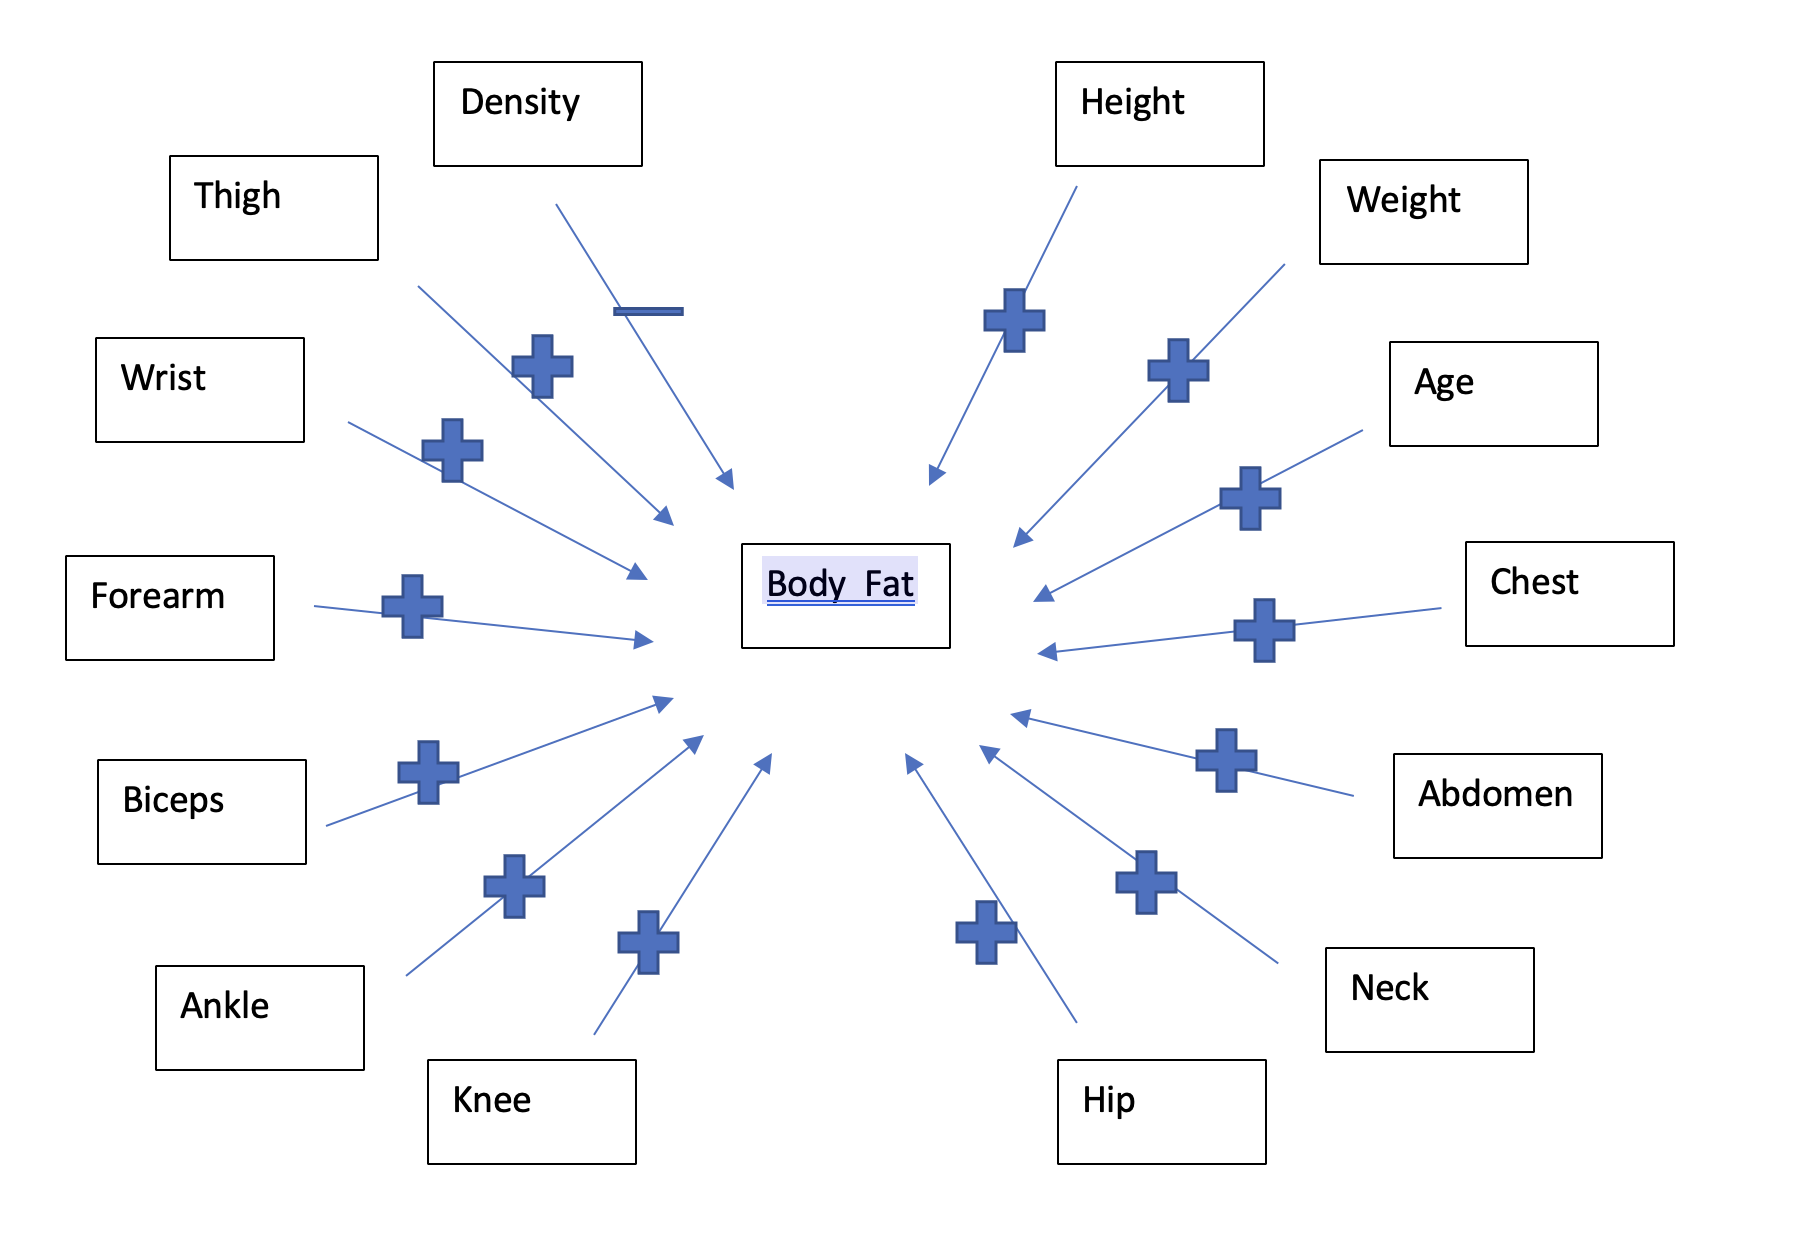 Density
Height
Thigh
Weight
Wrist
Age
Body  Fat
Chest
Forearm
Biceps
Abdomen
Ankle
Neck
Knee
Hip